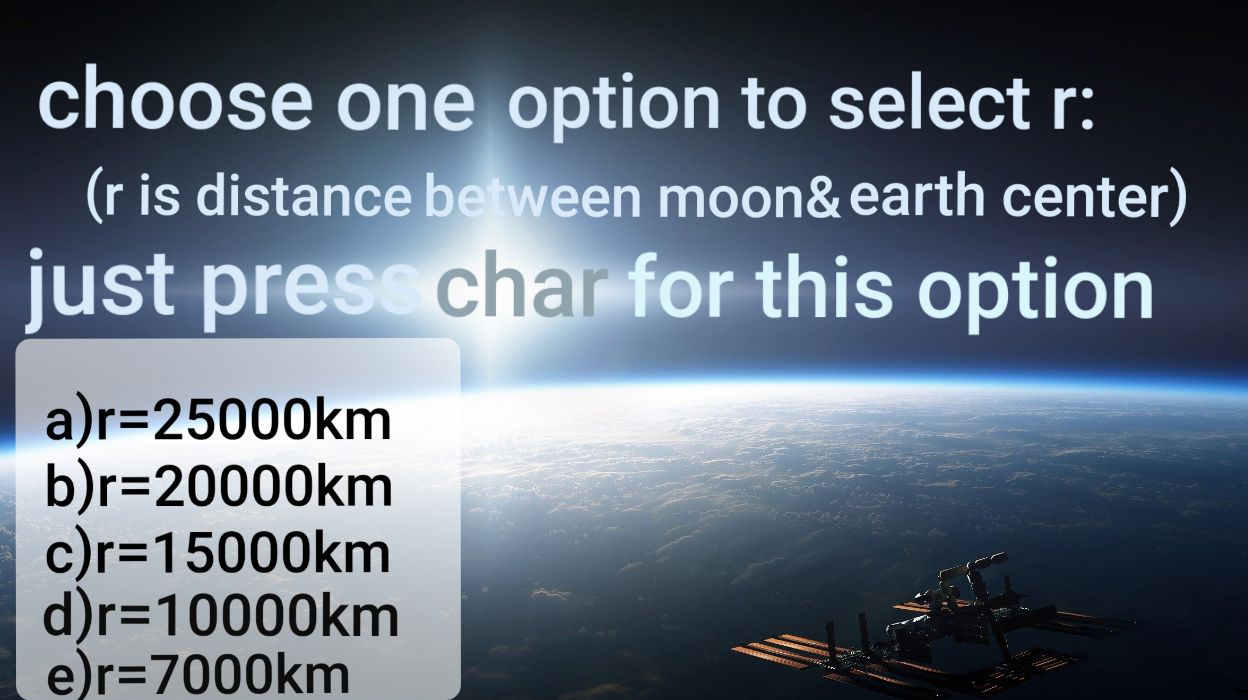 choose one option to select r:
(r is distance between moon&earth center)
just press char for this option
a)r=25000km
b)r=20000km
c)r=15000km
d)r=10000km
e)r=7000km